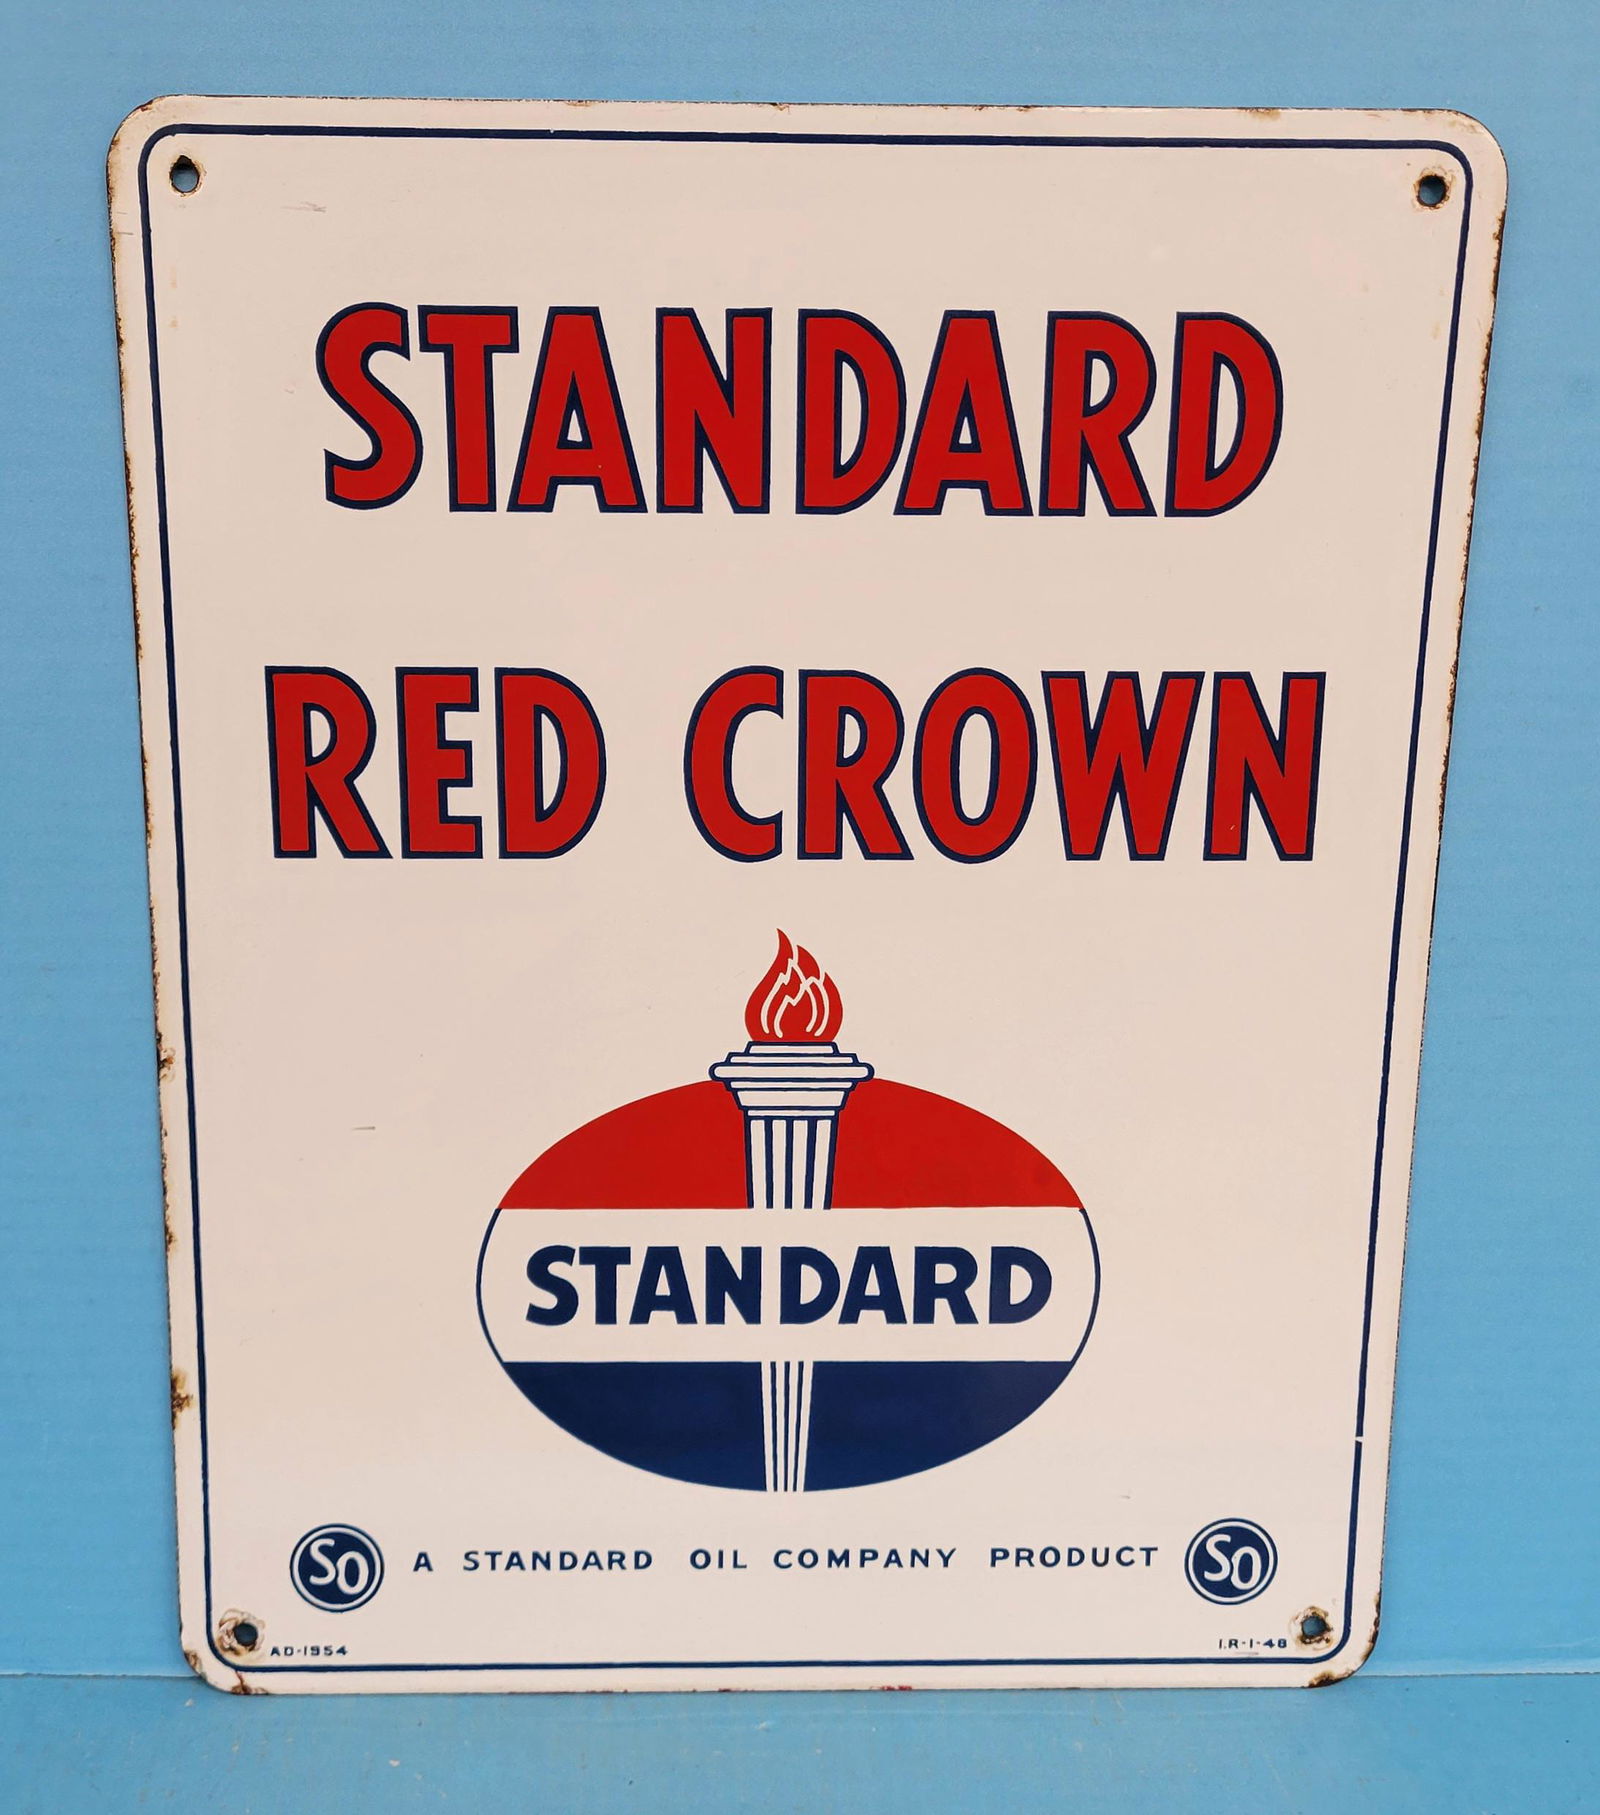 STANDARD
RED CROWN
STANDARD
SO A STANDARD OIL COMPANY PRODUCT SO
AD-1954 I.R-1-48